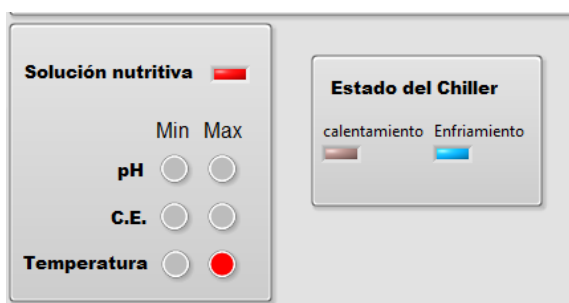 Solución nutritiva
Min Max
pH
C.E.
Temperatura
Estado del Chiller
calentamiento Enfriamiento